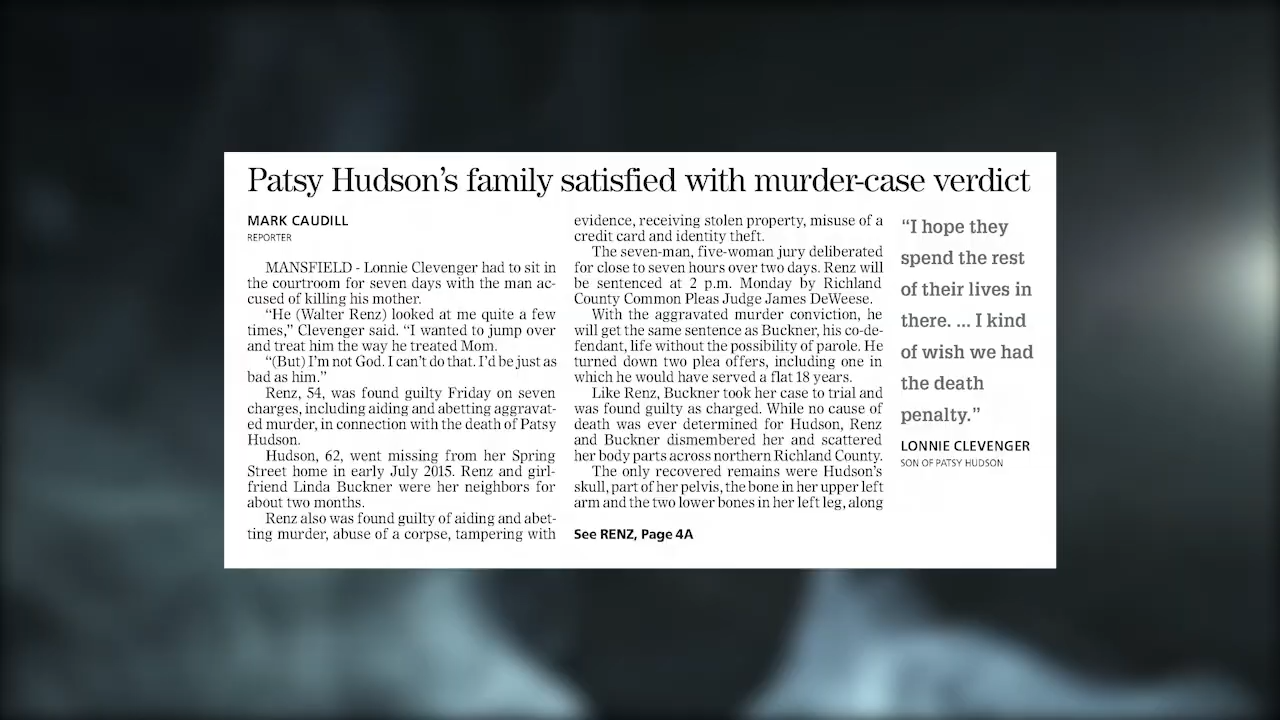 Patsy Hudson's family satisfied with murder-case verdict
MARK CAUDILL
REPORTER
MANSFIELD - Lonnie Clevenger had to sit in
the courtroom for seven days with the man ac-
cused of killing his mother.
“He (Walter Renz) looked at me quite a few
times,” Clevenger said. “I wanted to jump over
and treat him the way he treated Mom.
“(But) I’m not God. I can’t do that. I’d be just as
bad as him.”
Renz, 54, was found guilty Friday on seven
charges, including aiding and abetting aggravat-
ed murder, in connection with the death of Patsy
Hudson.
Hudson, 62, went missing from her Spring
Street home in early July 2015. Renz and girl-
friend Linda Buckner were her neighbors for
about two months.
Renz also was found guilty of aiding and abet-
ting murder, abuse of a corpse, tampering with
evidence, receiving stolen property, misuse of a
credit card and identity theft.
The seven-man, five-woman jury deliberated
for close to seven hours over two days. Renz will
be sentenced at 2 p.m. Monday by Richland
County Common Pleas Judge James DeWeese.
With the aggravated murder conviction, he
will get the same sentence as Buckner, his co-de-
fendant, life without the possibility of parole. He
turned down two plea offers, including one in
which he would have served a flat 18 years.
Like Renz, Buckner took her case to trial and
was found guilty as charged. While no cause of
death was ever determined for Hudson, Renz
and Buckner dismembered her and scattered
her body parts across northern Richland County.
The only recovered remains were Hudson’s
skull, part of her pelvis, the bone in her upper left
arm and the two lower bones in her left leg, along
See RENZ, Page 4A
“I hope they
spend the rest
of their lives in
there. ... I kind
of wish we had
the death
penalty.”
LONNIE CLEVENGER
SON OF PATSY HUDSON